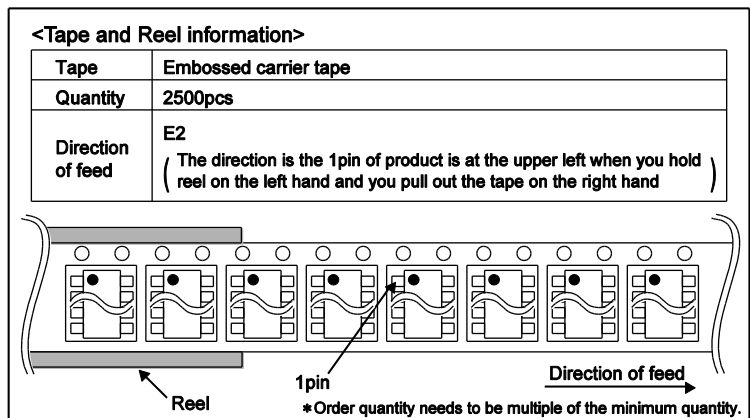 <Tape and Reel information>
Tape Embossed carrier tape
Quantity 2500pcs
Direction of feed E2
( The direction is the 1pin of product is at the upper left when you hold
reel on the left hand and you pull out the tape on the right hand )
Reel
1pin
Direction of feed
*Order quantity needs to be multiple of the minimum quantity.